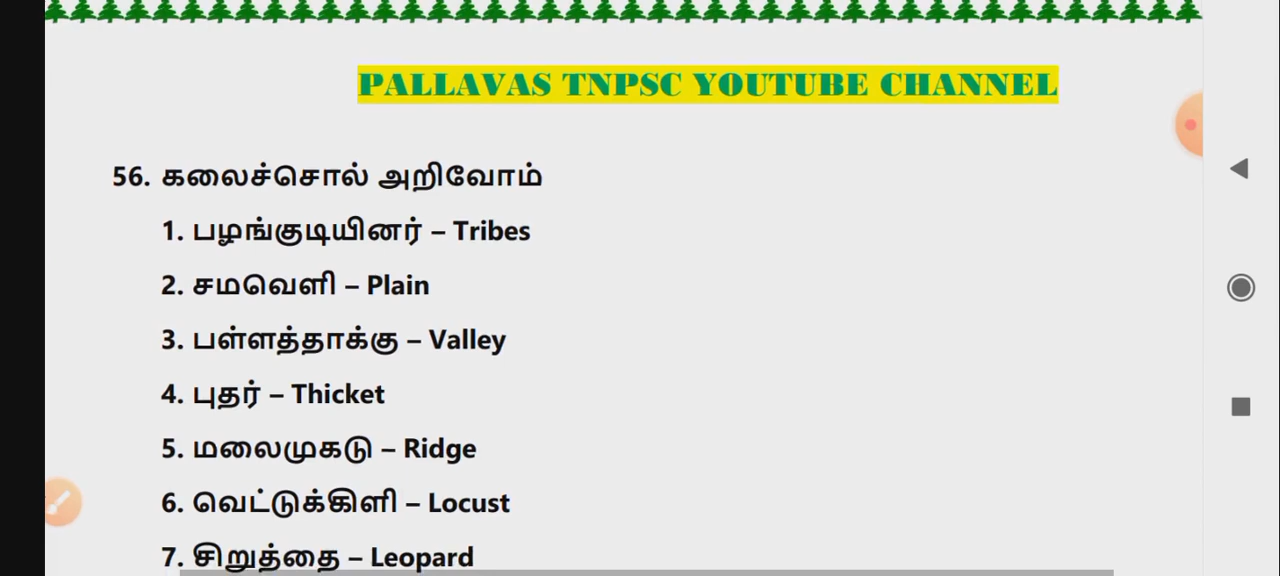 PALLAVAS TNPSC YOUTUBE CHANNEL
56. கலைச்சொல் அறிவோம்
1. பழங்குடியினர் – Tribes
2. சமவெளி – Plain
3. பள்ளத்தாக்கு – Valley
4. புதர் – Thicket
5. மலைமுகடு – Ridge
6. வெட்டுக்கிளி – Locust
7. சிறுத்தை – Leopard